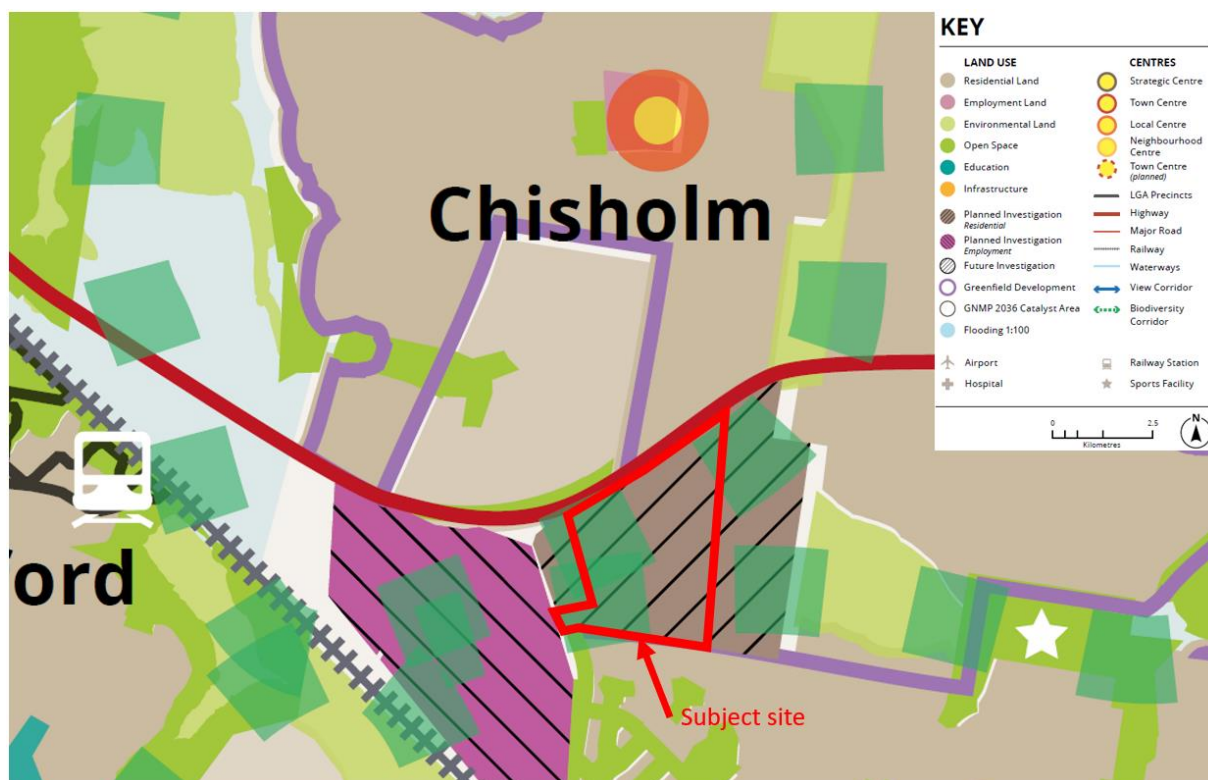 KEY
LAND USE
Residential Land
Employment Land
Environmental Land
Open Space
Education
Infrastructure
Planned Investigation
Residential
Planned Investigation
Employment
Future Investigation
Greenfield Development
GNMP 2036 Catalyst Area
Flooding 1:100
Airport
Hospital
CENTRES
Strategic Centre
Town Centre
Local Centre
Neighbourhood
Centre
Town Centre
(planned)
LGA Precincts
Highway
Major Road
Railway
Waterways
View Corridor
Biodiversity
Corridor
Railway Station
Sports Facility
0 2.5
Kilometres
N
Chisholm
ford
Subject site